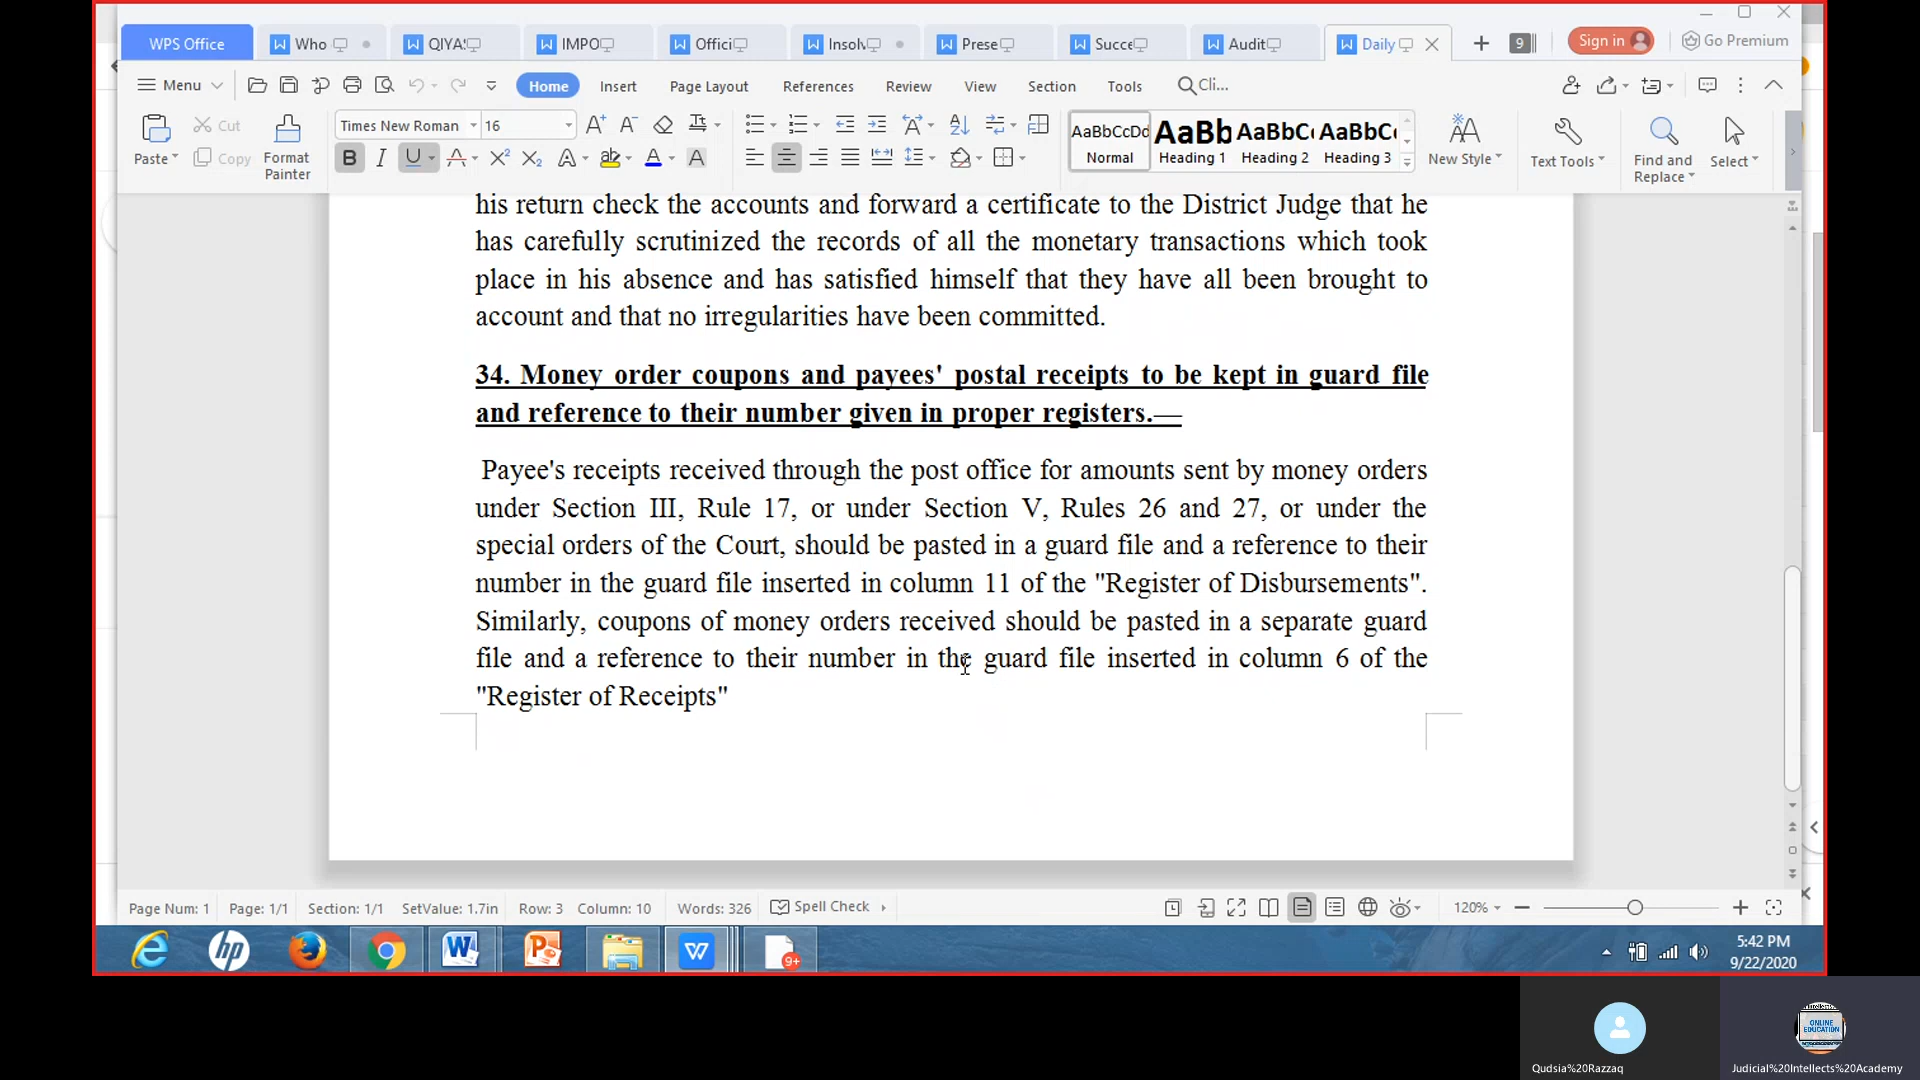 WPS Office
Who
QIYAS
IMPO
Offici
Insolv
Prese
Succe
Audit
Daily
9
Sign in
Go Premium
Menu
Home
Insert
Page Layout
References
Review
View
Section
Tools
Cli...
Paste
Cut
Copy
Format Painter
Times New Roman
16
AaBbCcDd
Normal
AaBb
Heading 1
AaBbC
Heading 2
AaBbC
Heading 3
New Style
Text Tools
Find and Replace
Select
his return check the accounts and forward a certificate to the District Judge that he
has carefully scrutinized the records of all the monetary transactions which took
place in his absence and has satisfied himself that they have all been brought to
account and that no irregularities have been committed.
34. Money order coupons and payees' postal receipts to be kept in guard file
and reference to their number given in proper registers.—
Payee's receipts received through the post office for amounts sent by money orders
under Section III, Rule 17, or under Section V, Rules 26 and 27, or under the
special orders of the Court, should be pasted in a guard file and a reference to their
number in the guard file inserted in column 11 of the "Register of Disbursements".
Similarly, coupons of money orders received should be pasted in a separate guard
file and a reference to their number in the guard file inserted in column 6 of the
"Register of Receipts"
Page Num: 1
Page: 1/1
Section: 1/1
SetValue: 1.7in
Row: 3
Column: 10
Words: 326
Spell Check
120%
9+
5:42 PM
9/22/2020
ONLINE
EDUCATION
Qudsia%20Razzaq
Judicial%20Intellects%20Academy